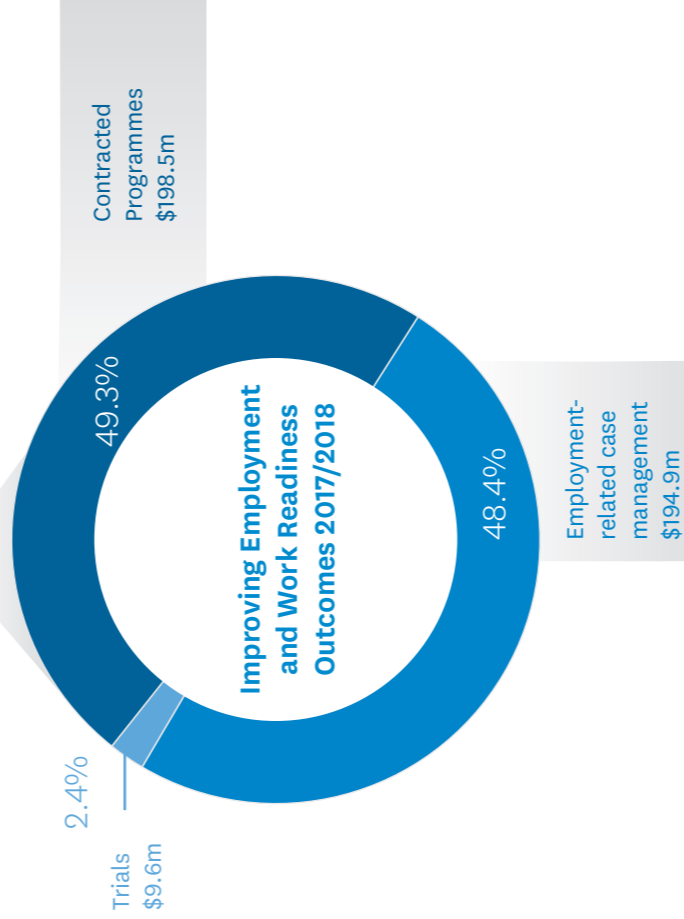 Improving Employment
and Work Readiness
Outcomes 2017/2018
2.4%
Trials
$9.6m
49.3%
Contracted
Programmes
$198.5m
48.4%
Employment-
related case
management
$194.9m